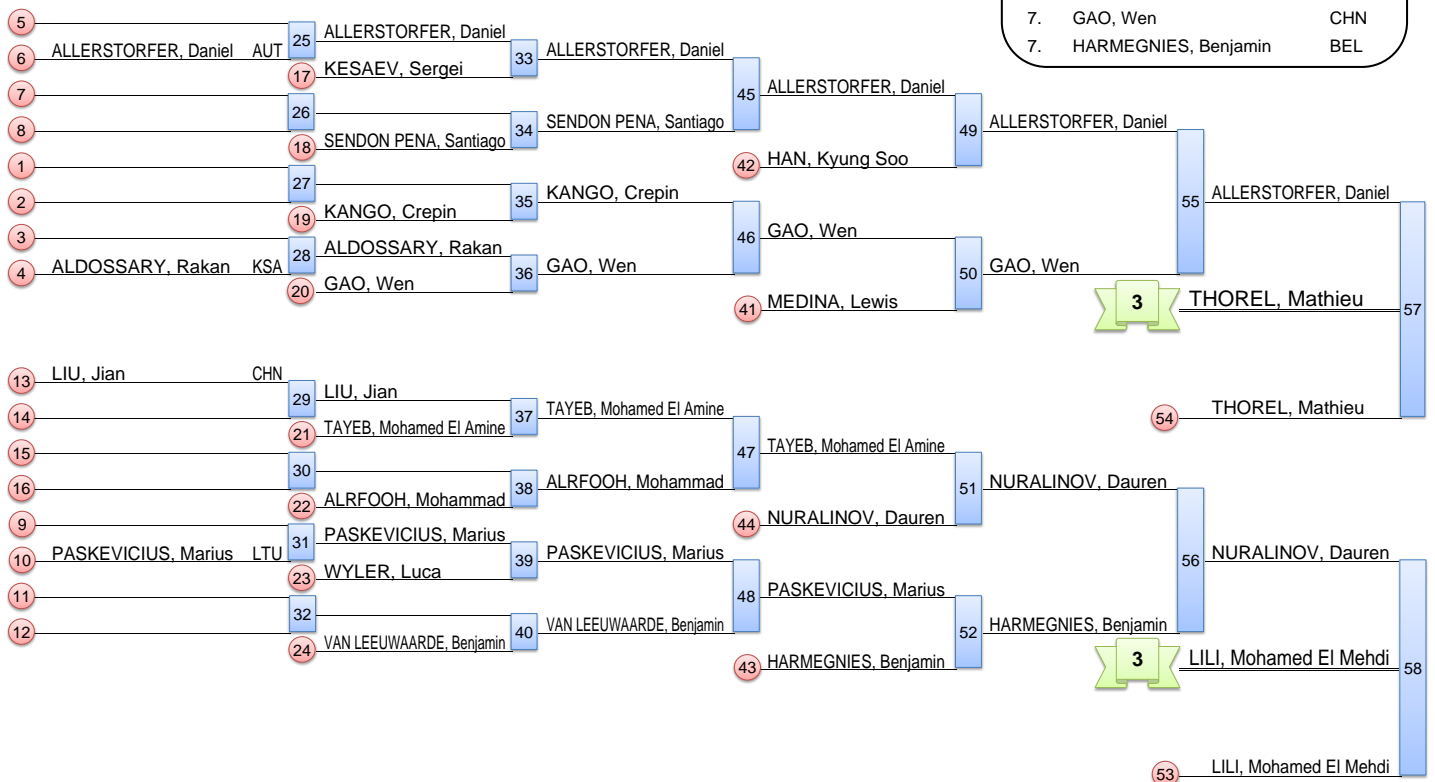 7. GAO, Wen CHN
7. HARMEGNIES, Benjamin BEL
5
6 ALLERSTORFER, Daniel AUT
25 ALLERSTORFER, Daniel
17 KESAEV, Sergei
33 ALLERSTORFER, Daniel
7
8
26
18 SENDON PENA, Santiago
34 SENDON PENA, Santiago
45 ALLERSTORFER, Daniel
42 HAN, Kyung Soo
49 ALLERSTORFER, Daniel
1
2
27
19 KANGO, Crepin
35 KANGO, Crepin
3
4 ALDOSSARY, Rakan KSA
28 ALDOSSARY, Rakan
20 GAO, Wen
36 GAO, Wen
46 GAO, Wen
41 MEDINA, Lewis
50 GAO, Wen
55 ALLERSTORFER, Daniel
3 THOREL, Mathieu
57
54 THOREL, Mathieu
13 LIU, Jian CHN
14
29 LIU, Jian
21 TAYEB, Mohamed El Amine
37 TAYEB, Mohamed El Amine
15
16
30
22 ALRFOOH, Mohammad
38 ALRFOOH, Mohammad
47 TAYEB, Mohamed El Amine
44 NURALINOV, Dauren
51 NURALINOV, Dauren
9
10 PASKEVICIUS, Marius LTU
31 PASKEVICIUS, Marius
23 WYLER, Luca
39 PASKEVICIUS, Marius
11
12
32
24 VAN LEEUWAARDE, Benjamin
40 VAN LEEUWAARDE, Benjamin
48 PASKEVICIUS, Marius
43 HARMEGNIES, Benjamin
52 HARMEGNIES, Benjamin
56 NURALINOV, Dauren
3 LILI, Mohamed El Mehdi
58
53 LILI, Mohamed El Mehdi